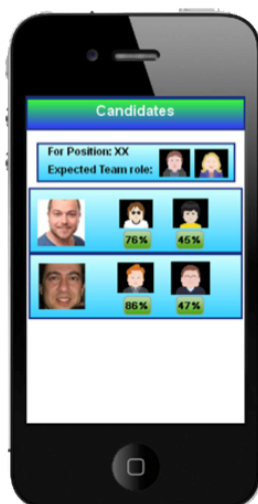 Candidates
For Position: XX
Expected Team role:
76% 45%
86% 47%